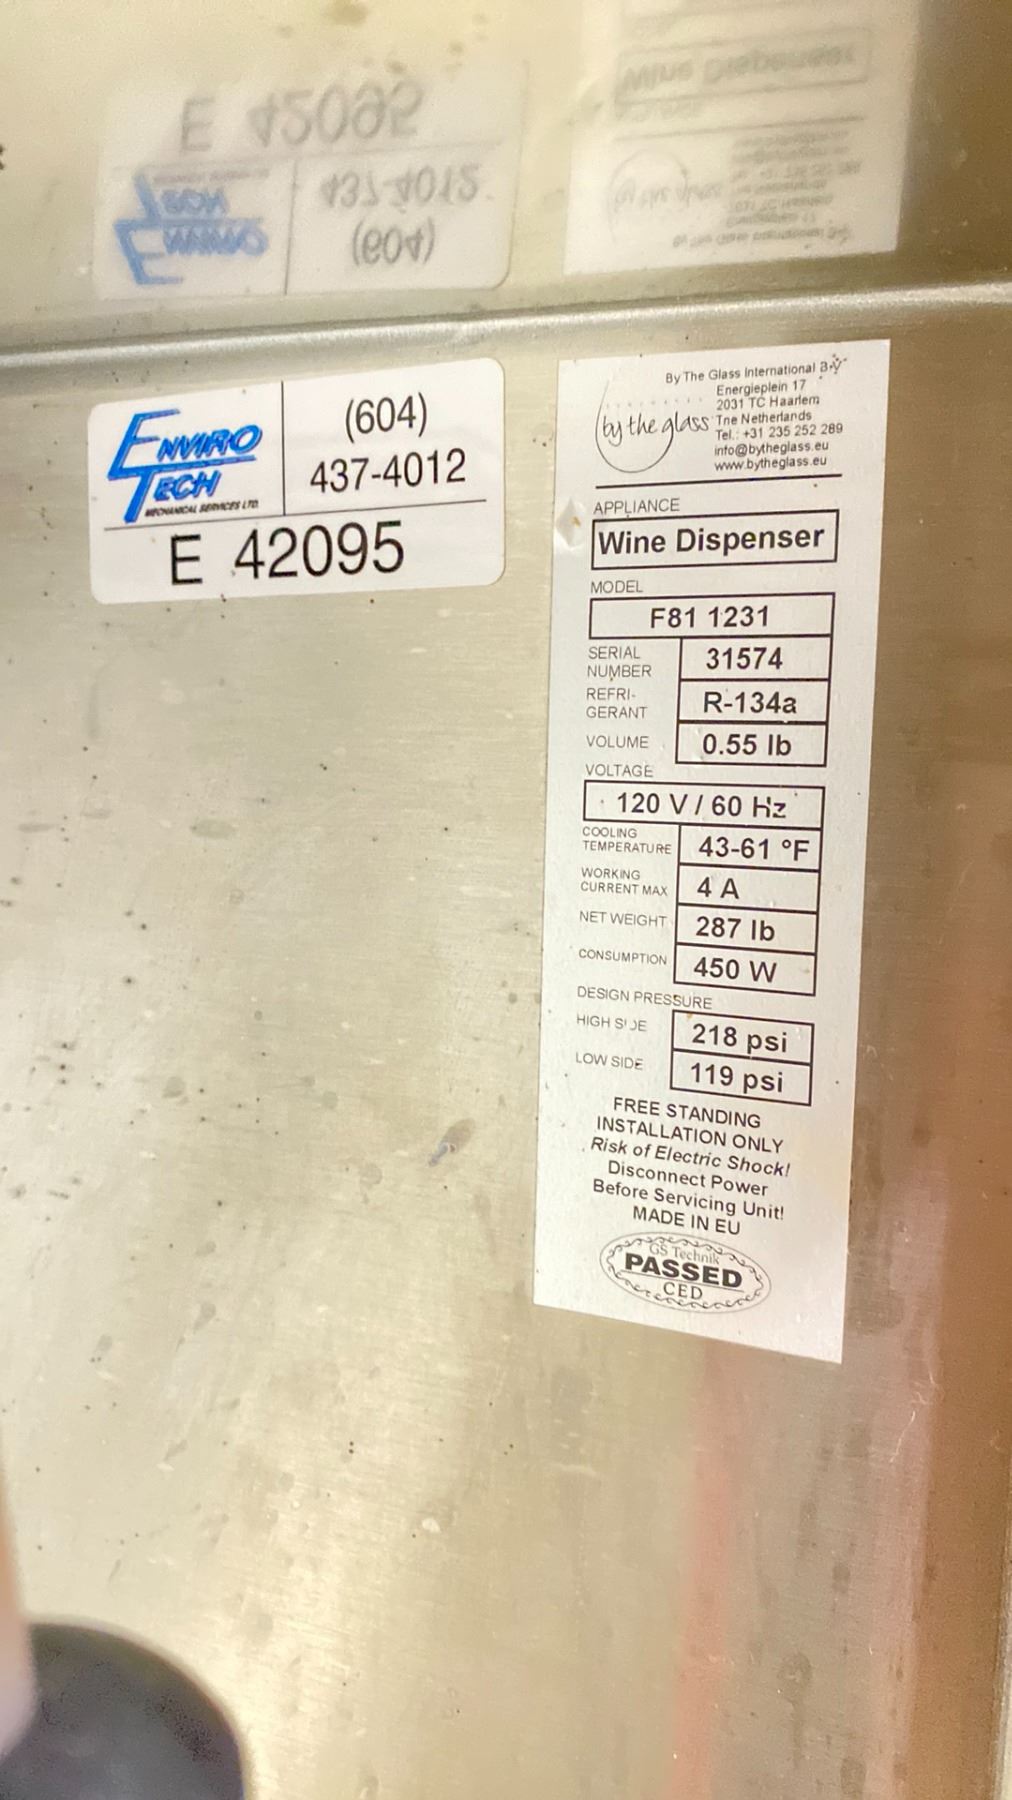 ENVIRO
TECH
MECHANICAL SERVICES LTD.
(604)
437-4012
E 42095
By The Glass International B.V.
Energieplein 17
2031 TC Haarlem
The Netherlands
Tel.: +31 235 252 289
info@bytheglass.eu
www.bytheglass.eu
by the glass
APPLIANCE
Wine Dispenser
MODEL
F81 1231
SERIAL
NUMBER
31574
REFRI-
GERANT
R-134a
VOLUME
0.55 lb
VOLTAGE
120 V / 60 Hz
COOLING
TEMPERATURE
43-61 °F
WORKING
CURRENT MAX
4 A
NET WEIGHT
287 lb
CONSUMPTION
450 W
DESIGN PRESSURE
HIGH SIDE
218 psi
LOW SIDE
119 psi
FREE STANDING
INSTALLATION ONLY
Risk of Electric Shock!
Disconnect Power
Before Servicing Unit!
MADE IN EU
GS Technik
PASSED
CED